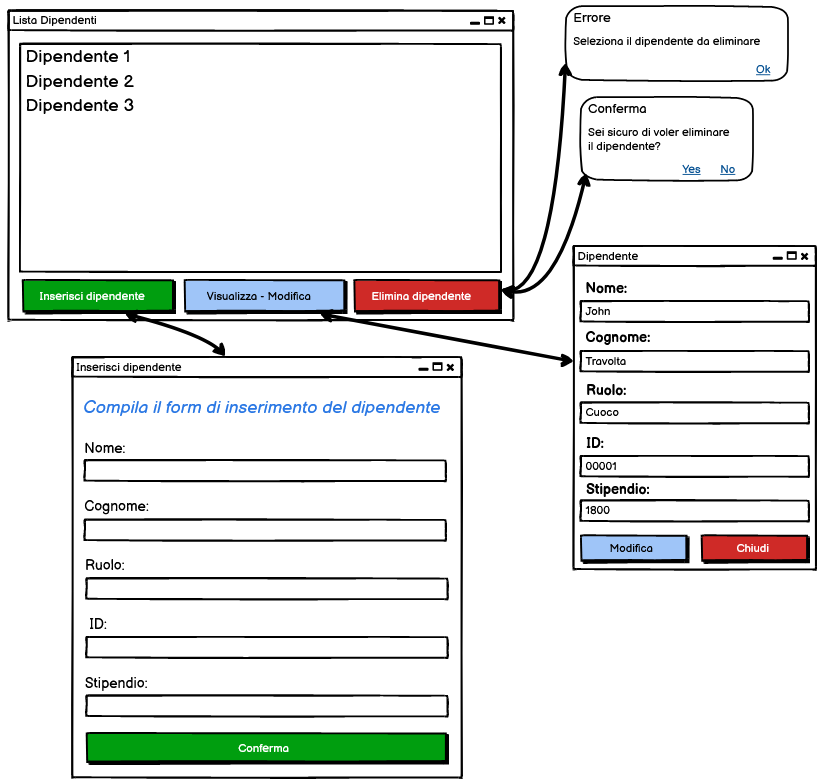 Lista Dipendenti
Dipendente 1
Dipendente 2
Dipendente 3
Inserisci dipendente
Visualizza - Modifica
Elimina dipendente
Errore
Seleziona il dipendente da eliminare
Ok
Conferma
Sei sicuro di voler eliminare
il dipendente?
Yes No
Inserisci dipendente
Compila il form di inserimento del dipendente
Nome:
Cognome:
Ruolo:
ID:
Stipendio:
Conferma
Dipendente
Nome:
John
Cognome:
Travolta
Ruolo:
Cuoco
ID:
00001
Stipendio:
1800
Modifica
Chiudi